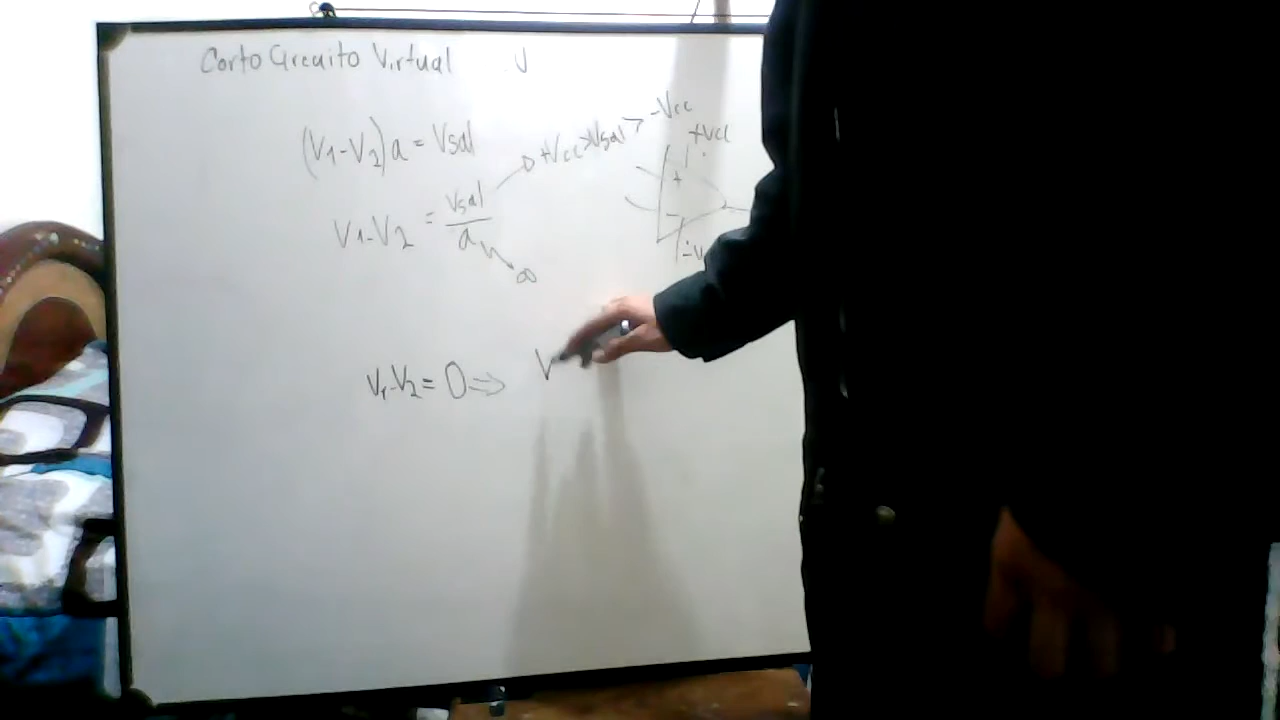 Corto Circuito Virtual V
(V1-V2)a = Vsal
+Vcc > Vsal > -Vcc
+Vcc
+
-
V1-V2 = Vsal / a
∞
V1-V2 = 0 ⇒ V